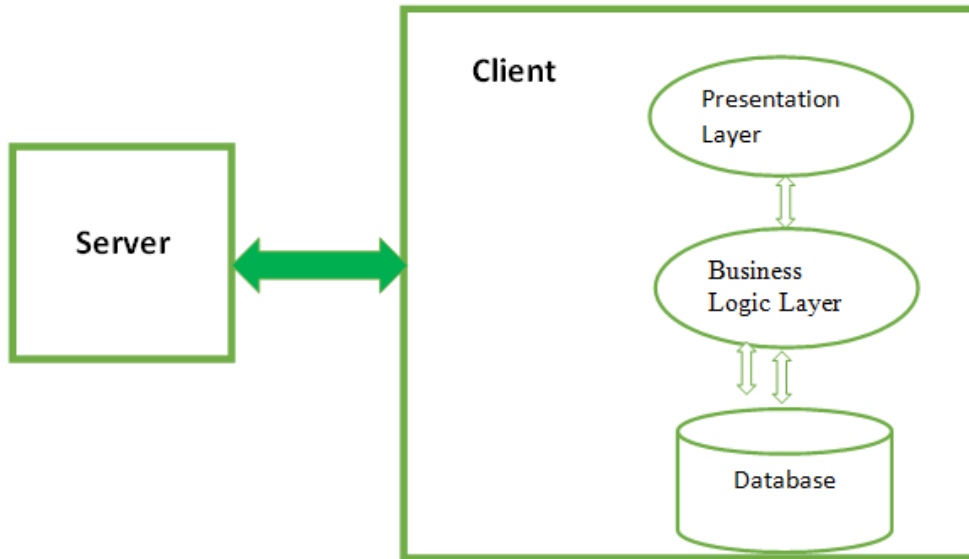 Client
Presentation
Layer
Server
Business
Logic Layer
Database